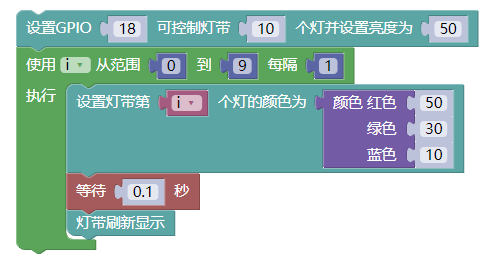 设置GPIO 18 可控制灯带 10 个灯并设置亮度为 50
使用 i 从范围 0 到 9 每隔 1
执行 设置灯带第 i 个灯的颜色为 颜色 红色 50
绿色 30
蓝色 10
等待 0.1 秒
灯带刷新显示